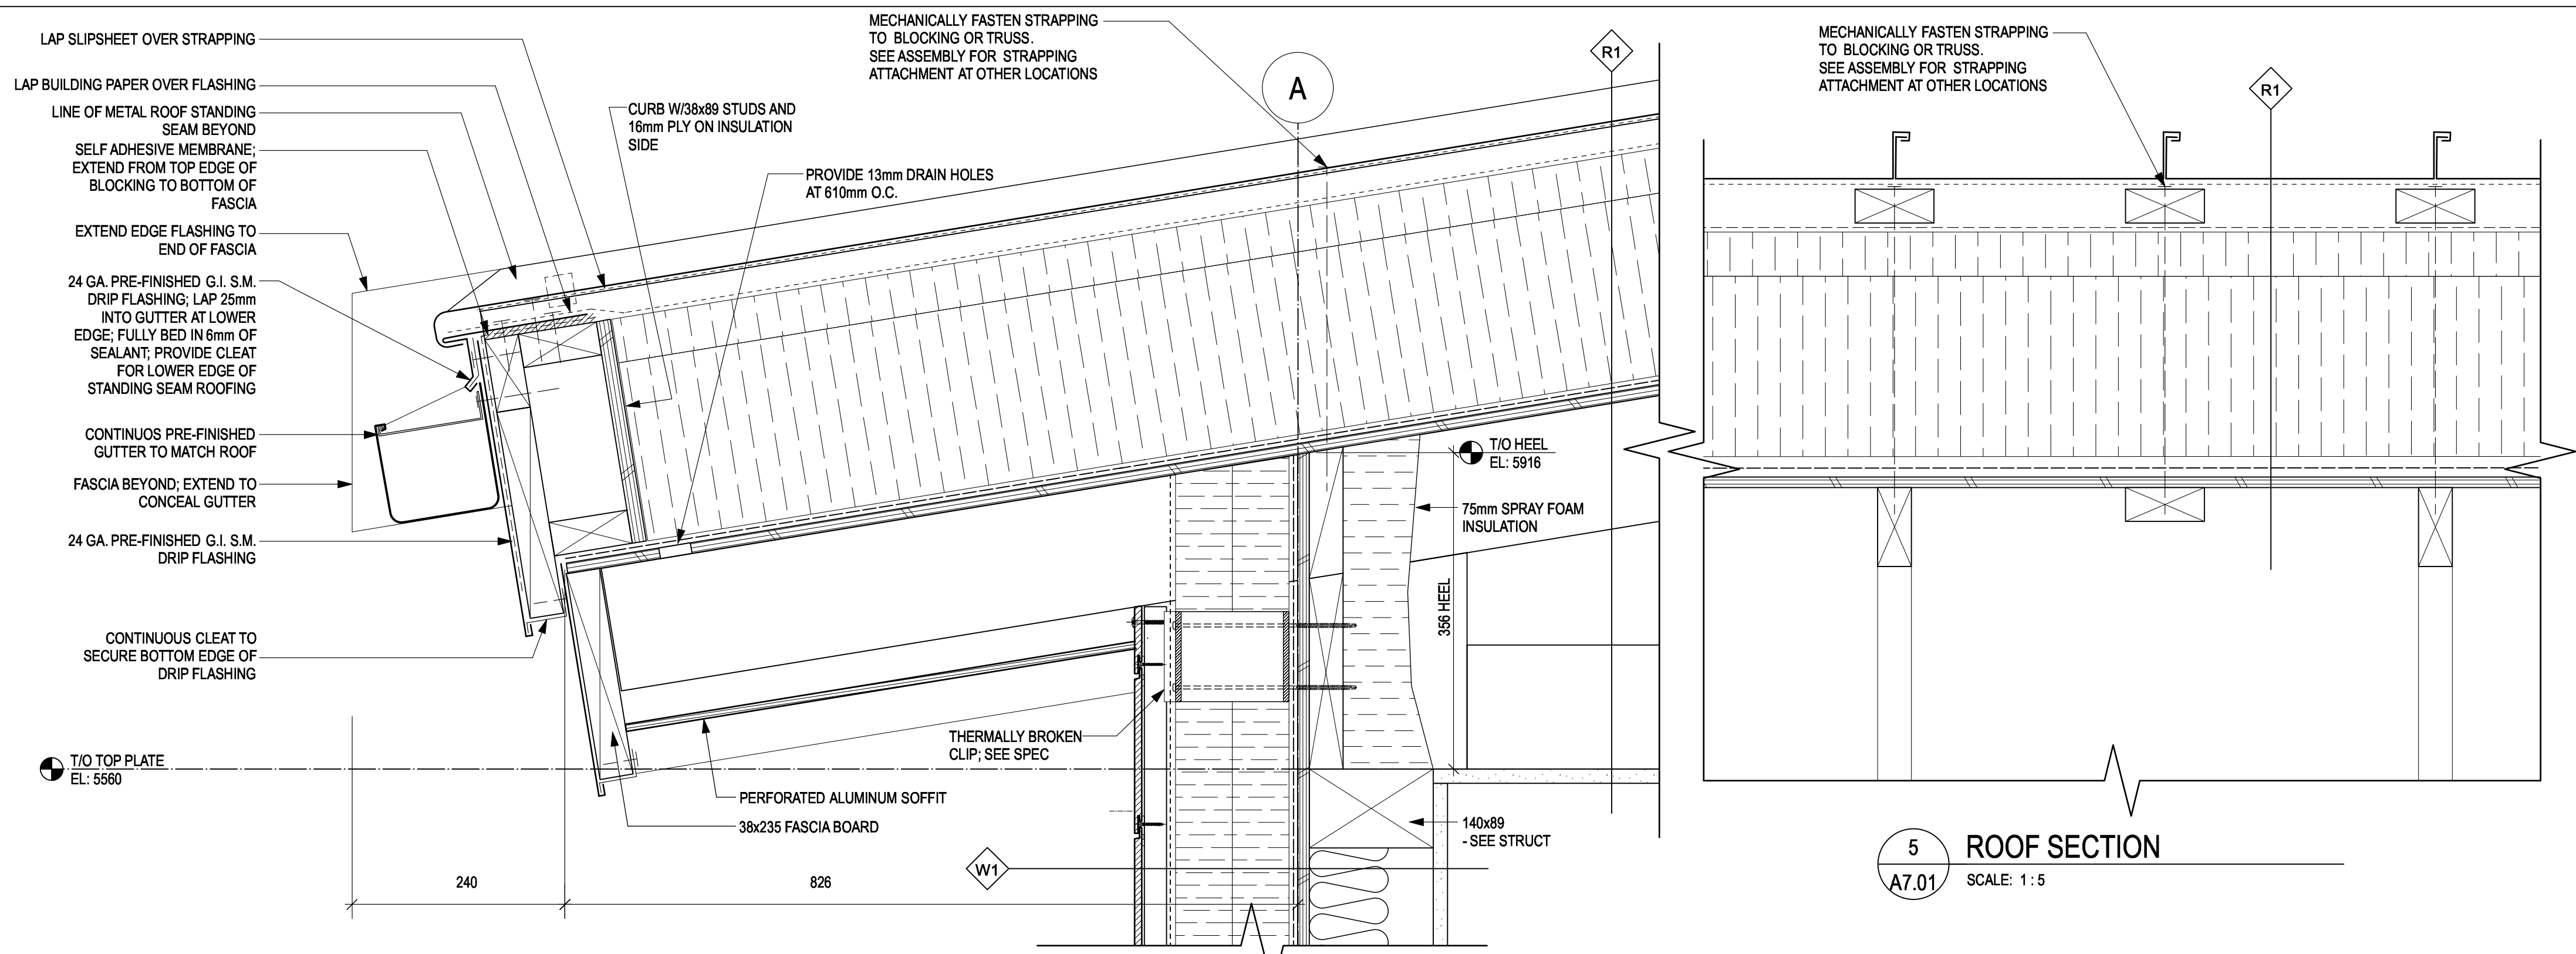 LAP SLIPSHEET OVER STRAPPING
LAP BUILDING PAPER OVER FLASHING
LINE OF METAL ROOF STANDING
SEAM BEYOND
SELF ADHESIVE MEMBRANE;
EXTEND FROM TOP EDGE OF
BLOCKING TO BOTTOM OF
FASCIA
EXTEND EDGE FLASHING TO
END OF FASCIA
24 GA. PRE-FINISHED G.I. S.M.
DRIP FLASHING; LAP 25mm
INTO GUTTER AT LOWER
EDGE; FULLY BED IN 6mm OF
SEALANT; PROVIDE CLEAT
FOR LOWER EDGE OF
STANDING SEAM ROOFING
CONTINUOS PRE-FINISHED
GUTTER TO MATCH ROOF
FASCIA BEYOND; EXTEND TO
CONCEAL GUTTER
24 GA. PRE-FINISHED G.I. S.M.
DRIP FLASHING
CONTINUOUS CLEAT TO
SECURE BOTTOM EDGE OF
DRIP FLASHING
T/O TOP PLATE
EL: 5560
240
826
CURB W/38x89 STUDS AND
16mm PLY ON INSULATION
SIDE
PROVIDE 13mm DRAIN HOLES
AT 610mm O.C.
MECHANICALLY FASTEN STRAPPING
TO BLOCKING OR TRUSS.
SEE ASSEMBLY FOR STRAPPING
ATTACHMENT AT OTHER LOCATIONS
A
R1
T/O HEEL
EL: 5916
75mm SPRAY FOAM
INSULATION
356 HEEL
THERMALLY BROKEN
CLIP; SEE SPEC
PERFORATED ALUMINUM SOFFIT
38x235 FASCIA BOARD
140x89
- SEE STRUCT
W1
MECHANICALLY FASTEN STRAPPING
TO BLOCKING OR TRUSS.
SEE ASSEMBLY FOR STRAPPING
ATTACHMENT AT OTHER LOCATIONS
R1
5
A7.01
ROOF SECTION
SCALE: 1 : 5